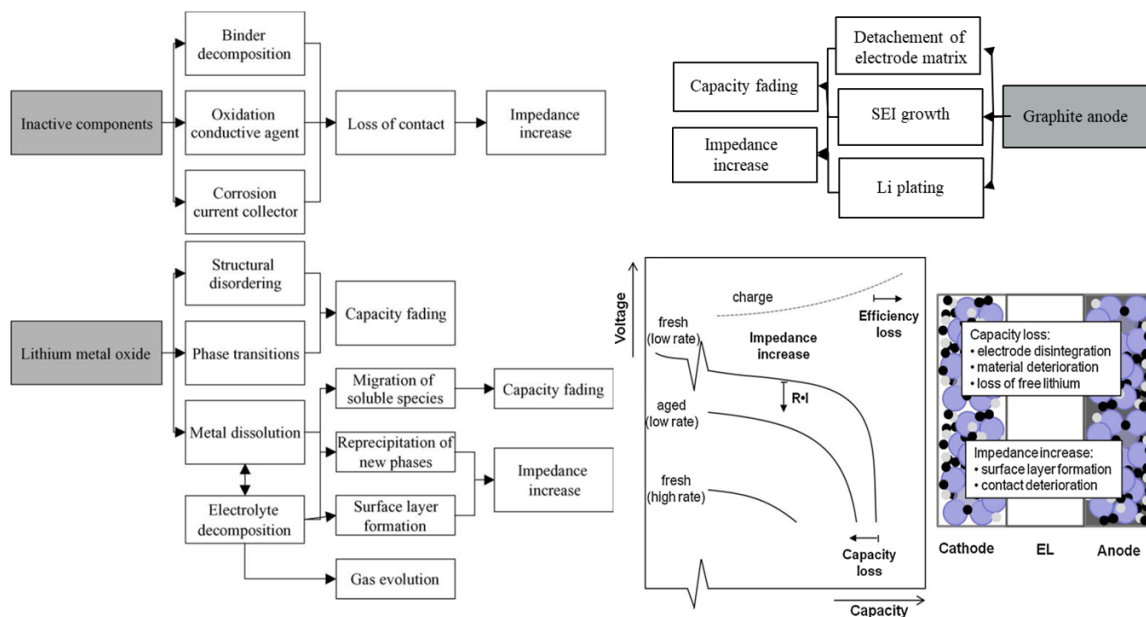 Binder
decomposition
Inactive components
Oxidation
conductive agent
Loss of contact
Impedance
increase
Corrosion
current collector
Structural
disordering
Capacity
fading
Lithium metal oxide
Phase transitions
Migration of
soluble species
Capacity fading
Metal dissolution
Reprecipitation of
new phases
Impedance
increase
Electrolyte
decomposition
Surface layer
formation
Gas evolution
Detachement of
electrode matrix
Capacity fading
SEI growth
Graphite anode
Impedance
increase
Li plating
Voltage
charge
Efficiency
loss
fresh
(low rate)
Impedance
increase
R•I
aged
(low rate)
fresh
(high rate)
Capacity
loss
Capacity
Capacity loss:
• electrode disintegration
• material deterioration
• loss of free lithium
Impedance increase:
• surface layer formation
• contact deterioration
Cathode EL Anode